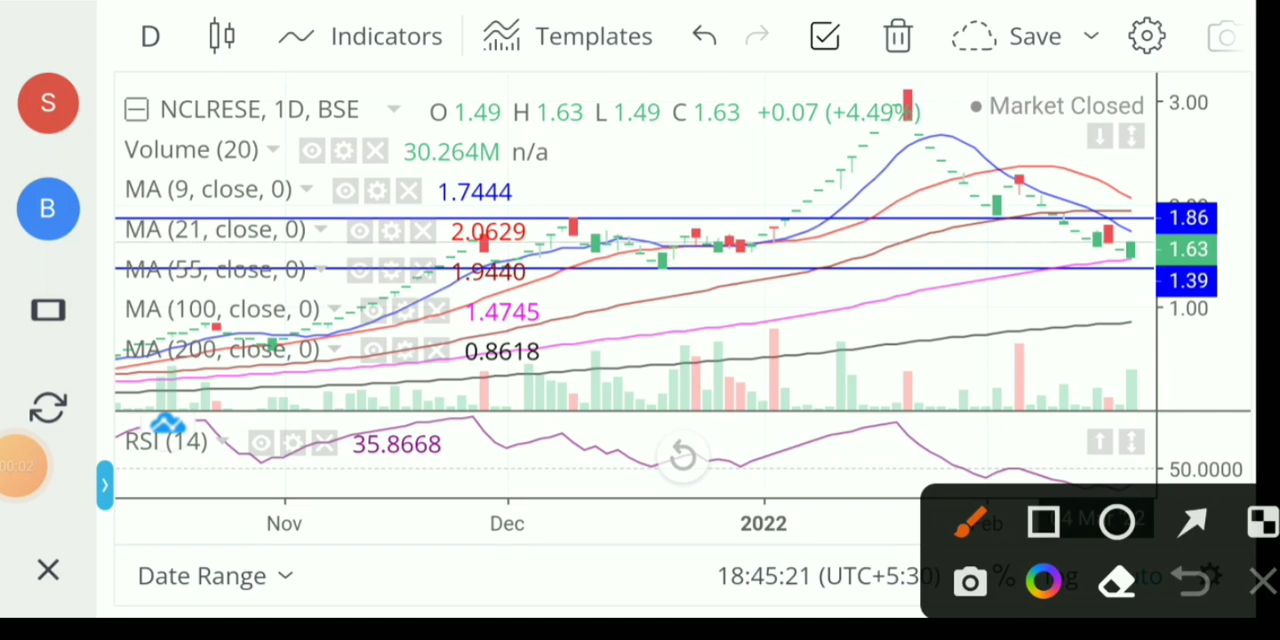 D Indicators Templates Save
S
NCLRESE, 1D, BSE O 1.49 H 1.63 L 1.49 C 1.63 +0.07 (+4.49%) Market Closed
3.00
Volume (20) 30.264M n/a
MA (9, close, 0) 1.7444
B
1.86
MA (21, close, 0) 2.0629
1.63
MA (55, close, 0) 1.9440
1.39
MA (100, close, 0) 1.4745
1.00
MA (200, close, 0) 0.8618
RSI (14) 35.8668
00:02
50.0000
Nov Dec 2022
Date Range 18:45:21 (UTC+5:30) %